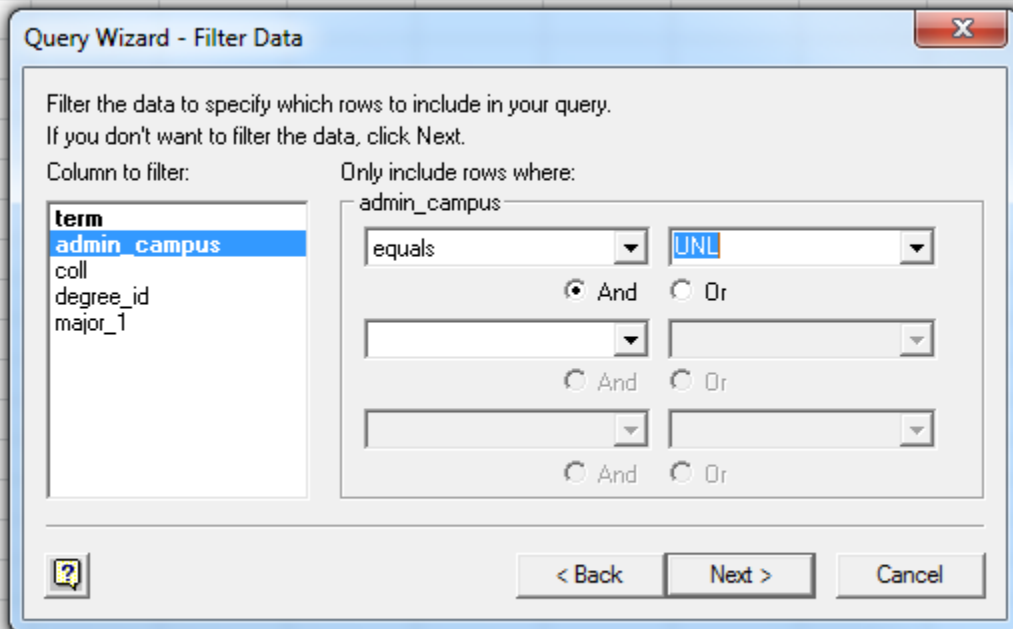 Query Wizard - Filter Data
Filter the data to specify which rows to include in your query.
If you don't want to filter the data, click Next.
Column to filter:
Only include rows where:
term
admin_campus
coll
degree_id
major_1
admin_campus
equals
UNL
And
Or
And
Or
And
Or
?
< Back
Next >
Cancel